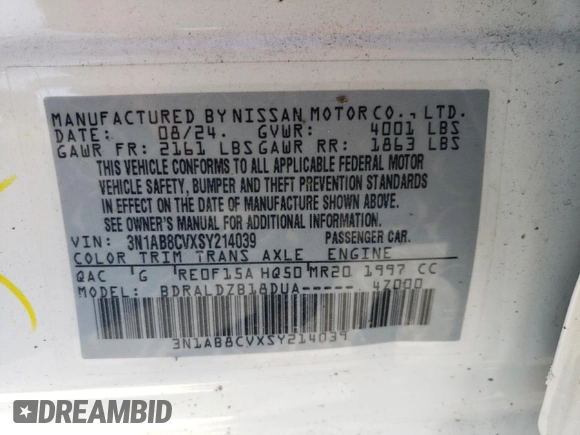 MANUFACTURED BY NISSAN MOTOR CO., LTD.
DATE: 08/24. GVWR: 4001 LBS
GAWR FR: 2161 LBS GAWR RR: 1863 LBS
THIS VEHICLE CONFORMS TO ALL APPLICABLE FEDERAL MOTOR
VEHICLE SAFETY, BUMPER AND THEFT PREVENTION STANDARDS
IN EFFECT ON THE DATE OF MANUFACTURE SHOWN ABOVE.
SEE OWNER'S MANUAL FOR ADDITIONAL INFORMATION.
VIN: 3N1AB8CVXSY214039 PASSENGER CAR.
COLOR TRIM TRANS AXLE ENGINE
QAC G RE0F15A HQ50 MR20 1997 CC
MODEL: BDRALDZB18DUA----- 47000
3N1AB8CVXSY214039
DREAMBID